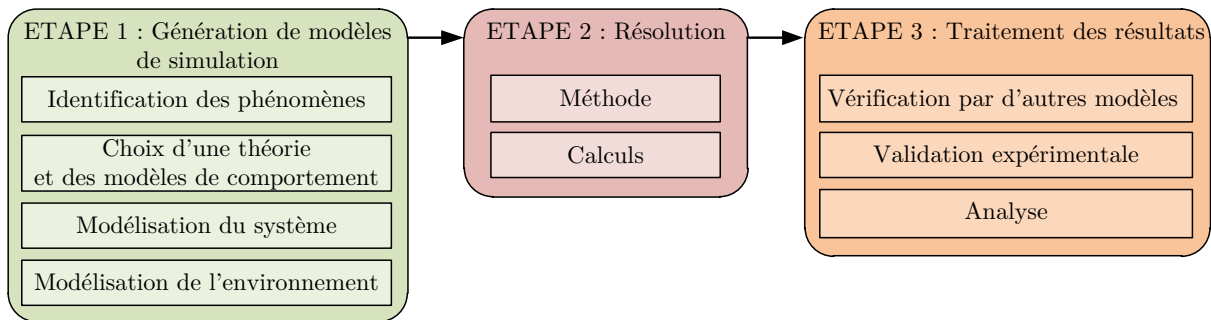 ETAPE 1 : Génération de modèles
de simulation
Identification des phénomènes
Choix d'une théorie
et des modèles de comportement
Modélisation du système
Modélisation de l'environnement
ETAPE 2 : Résolution
Méthode
Calculs
ETAPE 3 : Traitement des résultats
Vérification par d'autres modèles
Validation expérimentale
Analyse